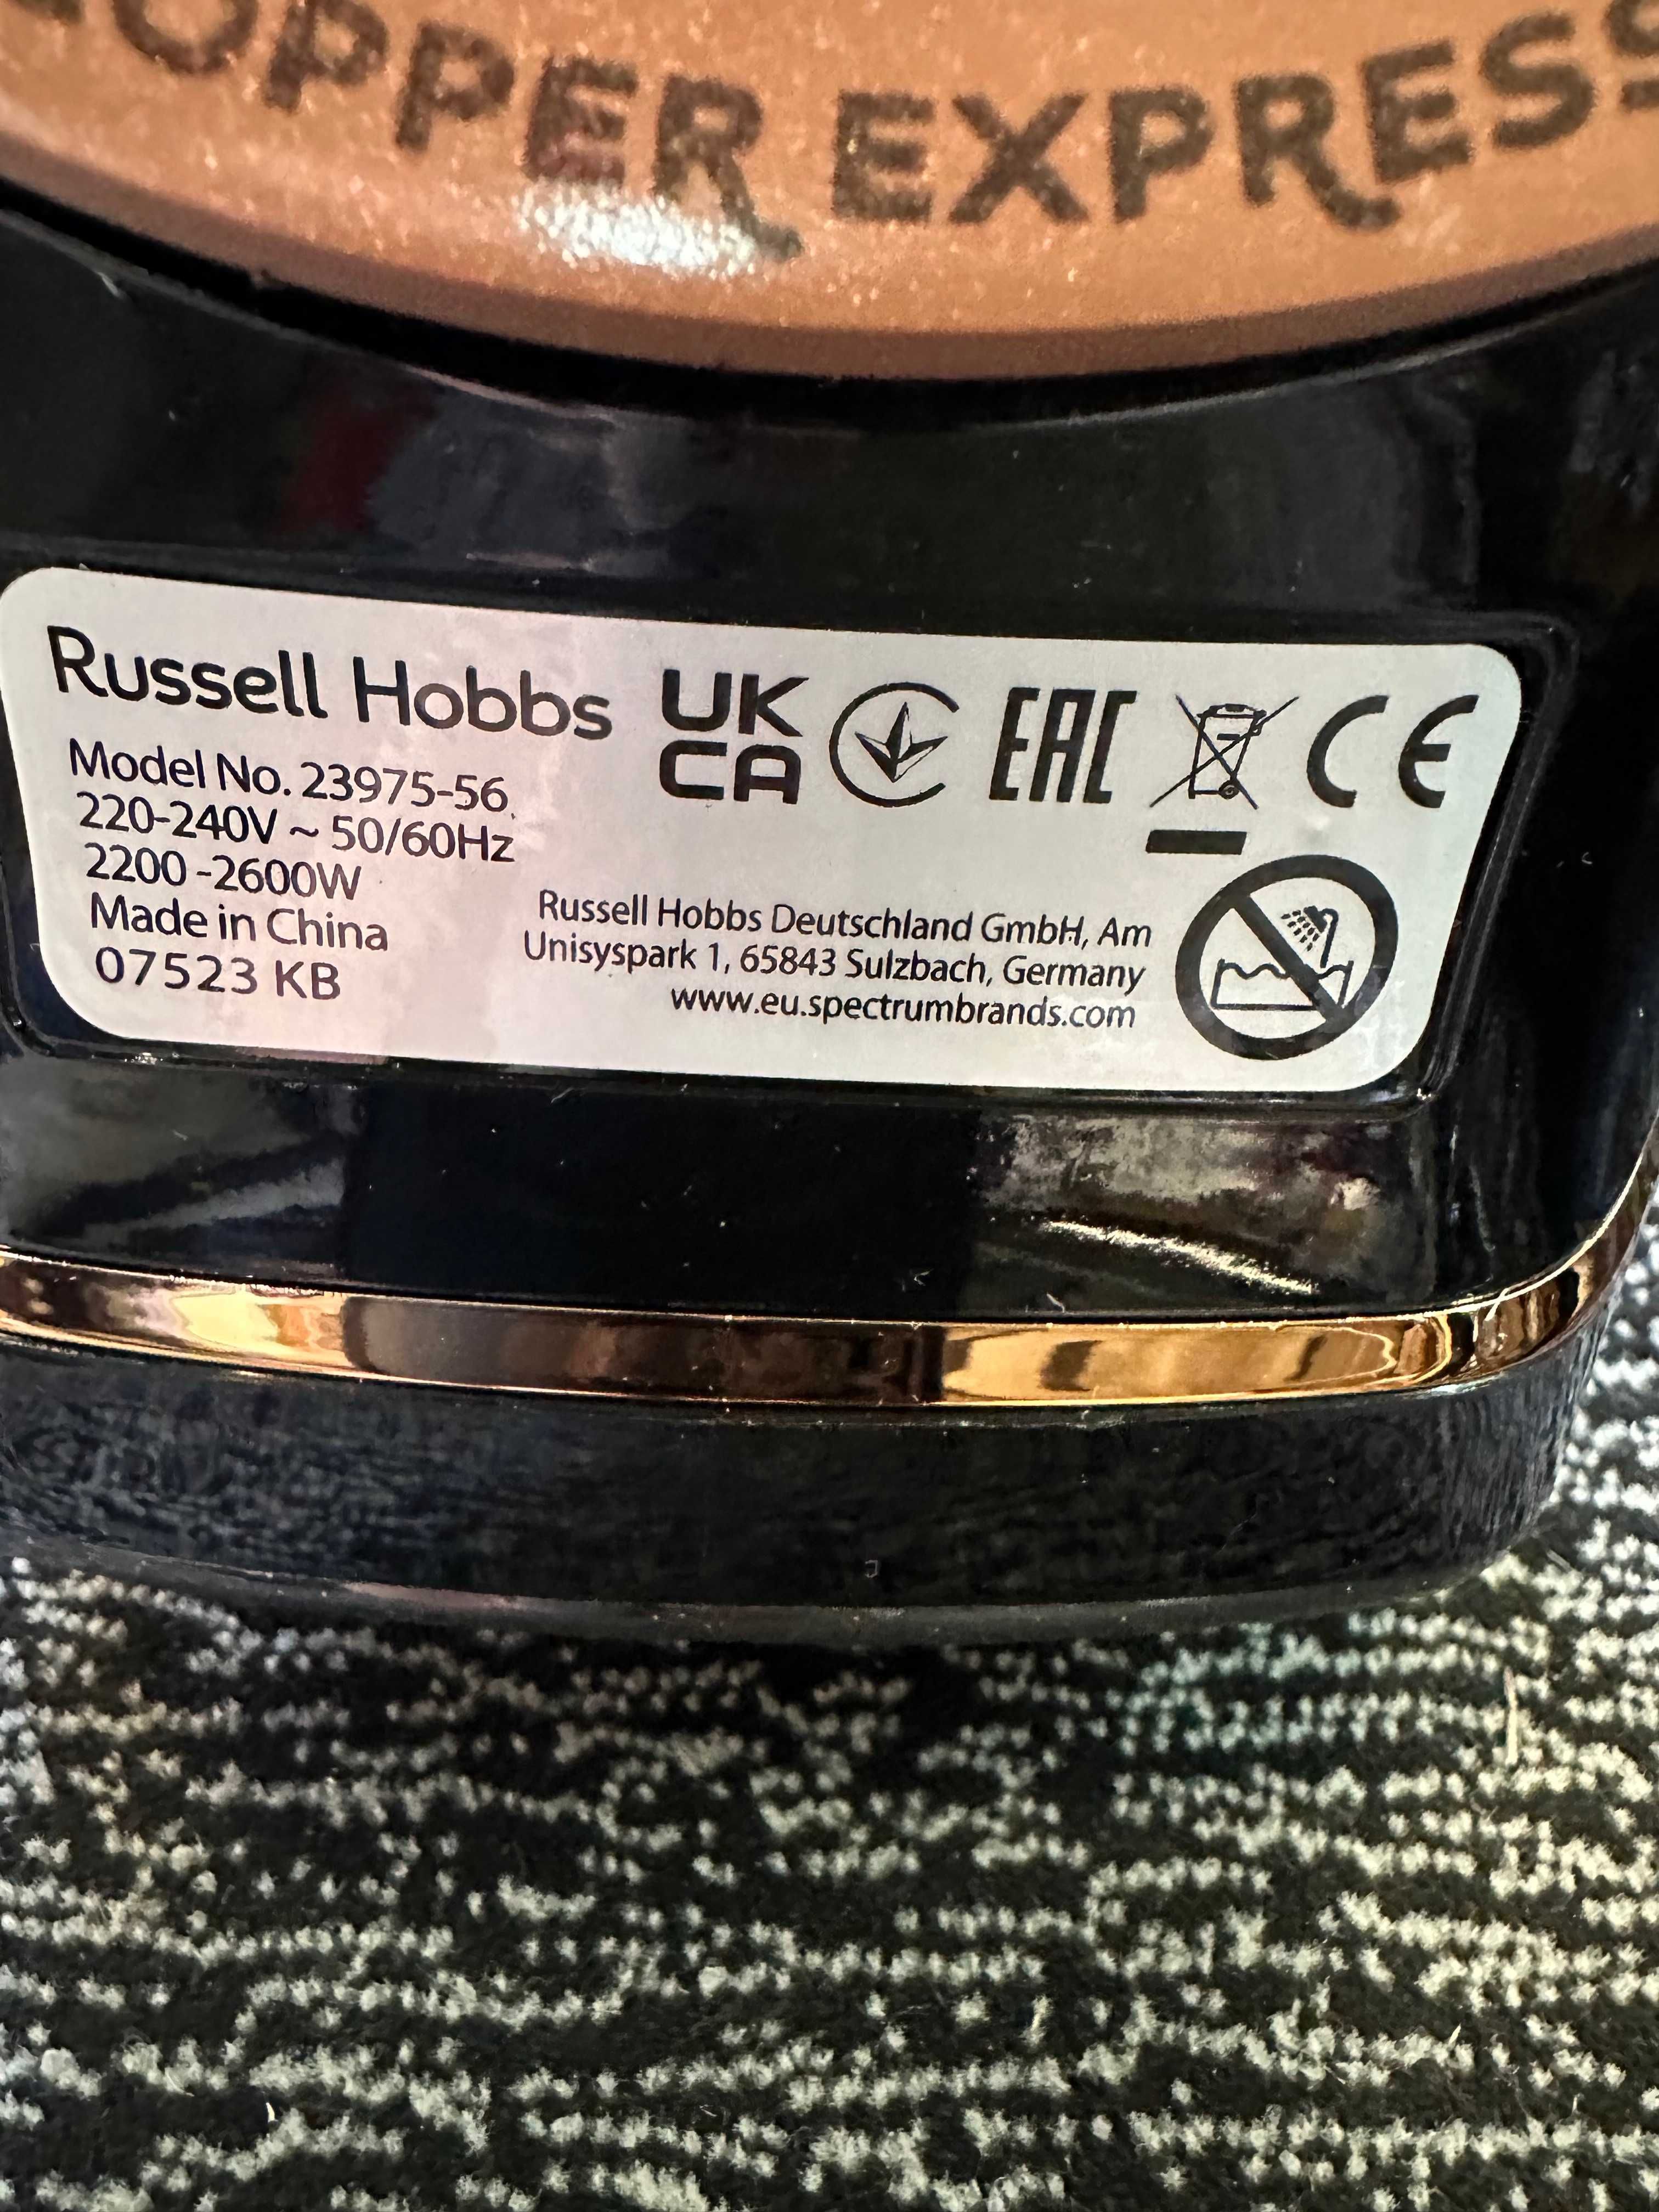 COPPER EXPRESS
Russell Hobbs
Model No. 23975-56
220-240V ~ 50/60Hz
2200 -2600W
Made in China
07523 KB
UK
CA
EAC
CE
Russell Hobbs Deutschland GmbH, Am
Unisyspark 1, 65843 Sulzbach, Germany
www.eu.spectrumbrands.com